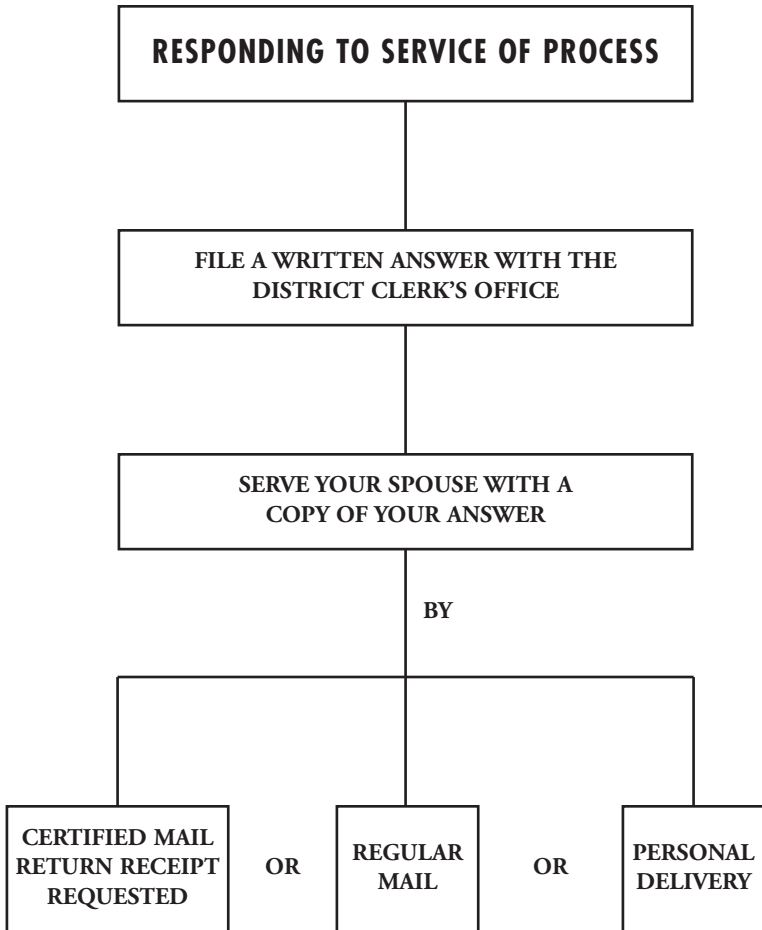 RESPONDING TO SERVICE OF PROCESS
FILE A WRITTEN ANSWER WITH THE
DISTRICT CLERK’S OFFICE
SERVE YOUR SPOUSE WITH A
COPY OF YOUR ANSWER
BY
CERTIFIED MAIL
RETURN RECEIPT
REQUESTED
OR
REGULAR
MAIL
OR
PERSONAL
DELIVERY